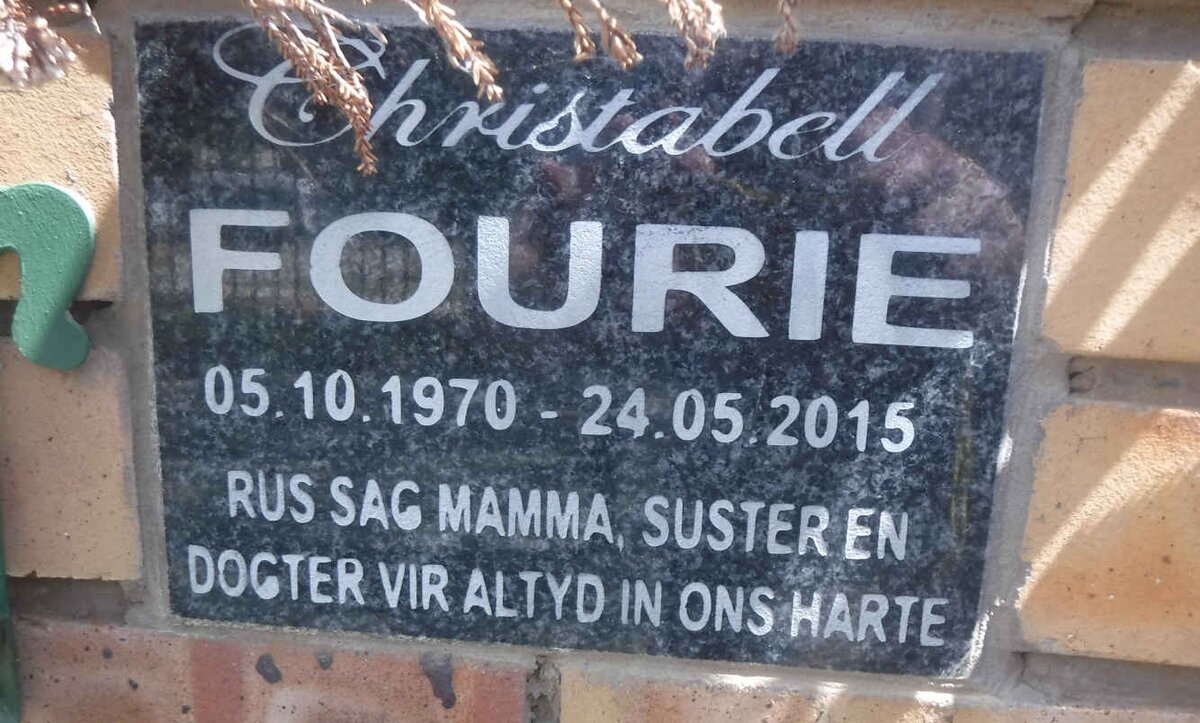 Christabell
FOURIE
05.10.1970 - 24.05.2015
RUS SAG MAMMA, SUSTER EN
DOGTER VIR ALTYD IN ONS HARTE